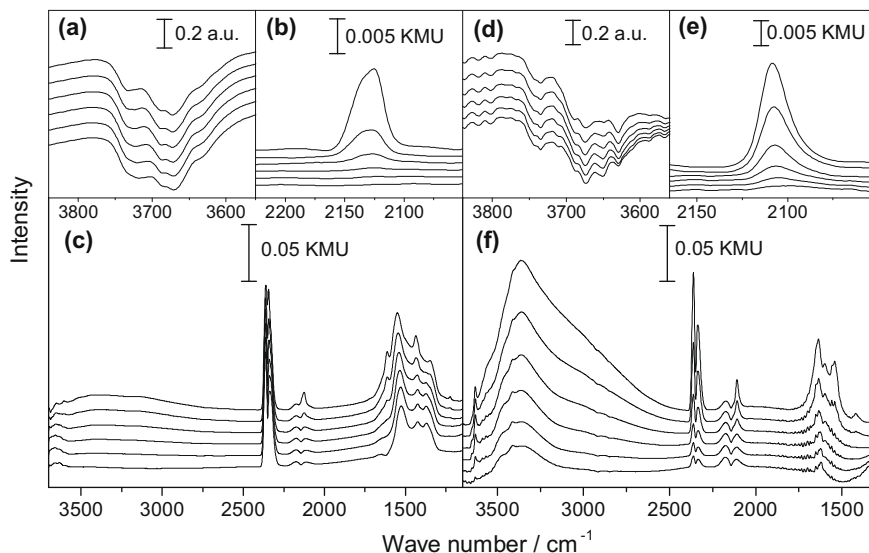 (a) 0.2 a.u. (b) 0.005 KMU (d) 0.2 a.u. (e) 0.005 KMU
3800 3700 3600 2200 2150 2100 3800 3700 3600 2150 2100
(c) 0.05 KMU (f) 0.05 KMU
Intensity
3500 3000 2500 2000 1500 3500 3000 2500 2000 1500
Wave number / cm⁻¹